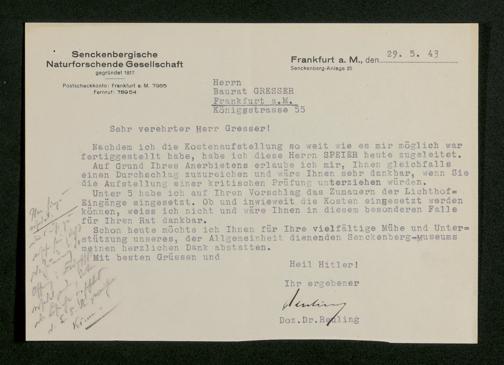 Senckenbergische
Naturforschende Gesellschaft
gegründet 1817
Postscheckkonto: Frankfurt a. M. 7965
Fernruf: 78954
Frankfurt a. M., den 29. 5. 43
Senckenberg-Anlage 25
Herrn
Baurat GRESSER
Frankfurt a.M.
Königstrasse 55
Sehr verehrter Herr Gresser!
Nachdem ich die Kostenaufstellung so weit wie es mir möglich war
fertiggestellt habe, habe ich diese Herrn SPEIER heute zugeleitet.
Auf Grund Ihres Anerbietens erlaube ich mir, Ihnen gleichfalls
einen Durchschlag zuzureichen und wäre Ihnen sehr dankbar, wenn Sie
die Aufstellung einer kritischen Prüfung unterziehen würden.
Unter 5 habe ich auf Ihren Vorschlag das Zumauern der Lichthof=
Eingänge eingesetzt. Ob und inwieweit die Kosten eingesetzt werden
können, weiss ich nicht und wäre Ihnen in diesem besonderen Falle
für Ihren Rat dankbar.
Schon heute möchte ich Ihnen für Ihre vielfältige Mühe und Unter=
stützung unseres, der Allgemeinheit dienenden Senckenberg-Museums
meinen herzlichen Dank abstatten.
Mit besten Grüssen und
Heil Hitler!
Ihr ergebener
Doz.Dr.Reuling